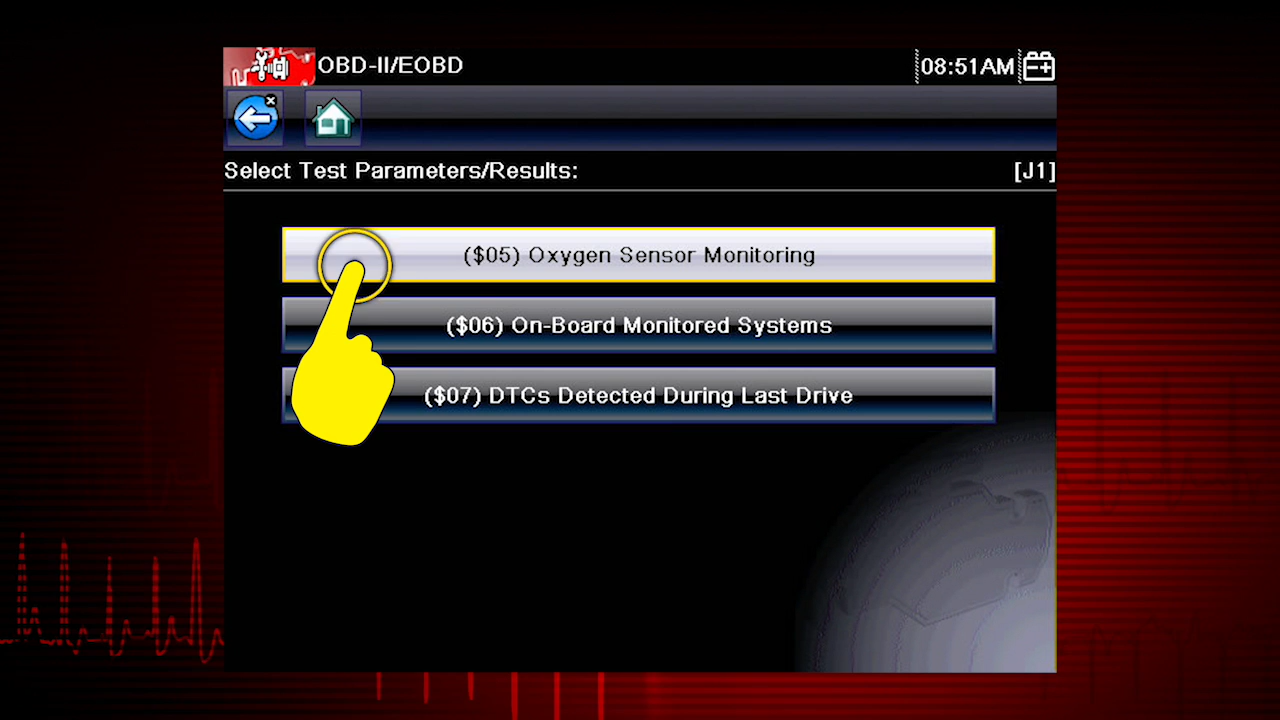 OBD-II/EOBD
08:51AM
Select Test Parameters/Results:
[J1]
($05) Oxygen Sensor Monitoring
($06) On-Board Monitored Systems
($07) DTCs Detected During Last Drive